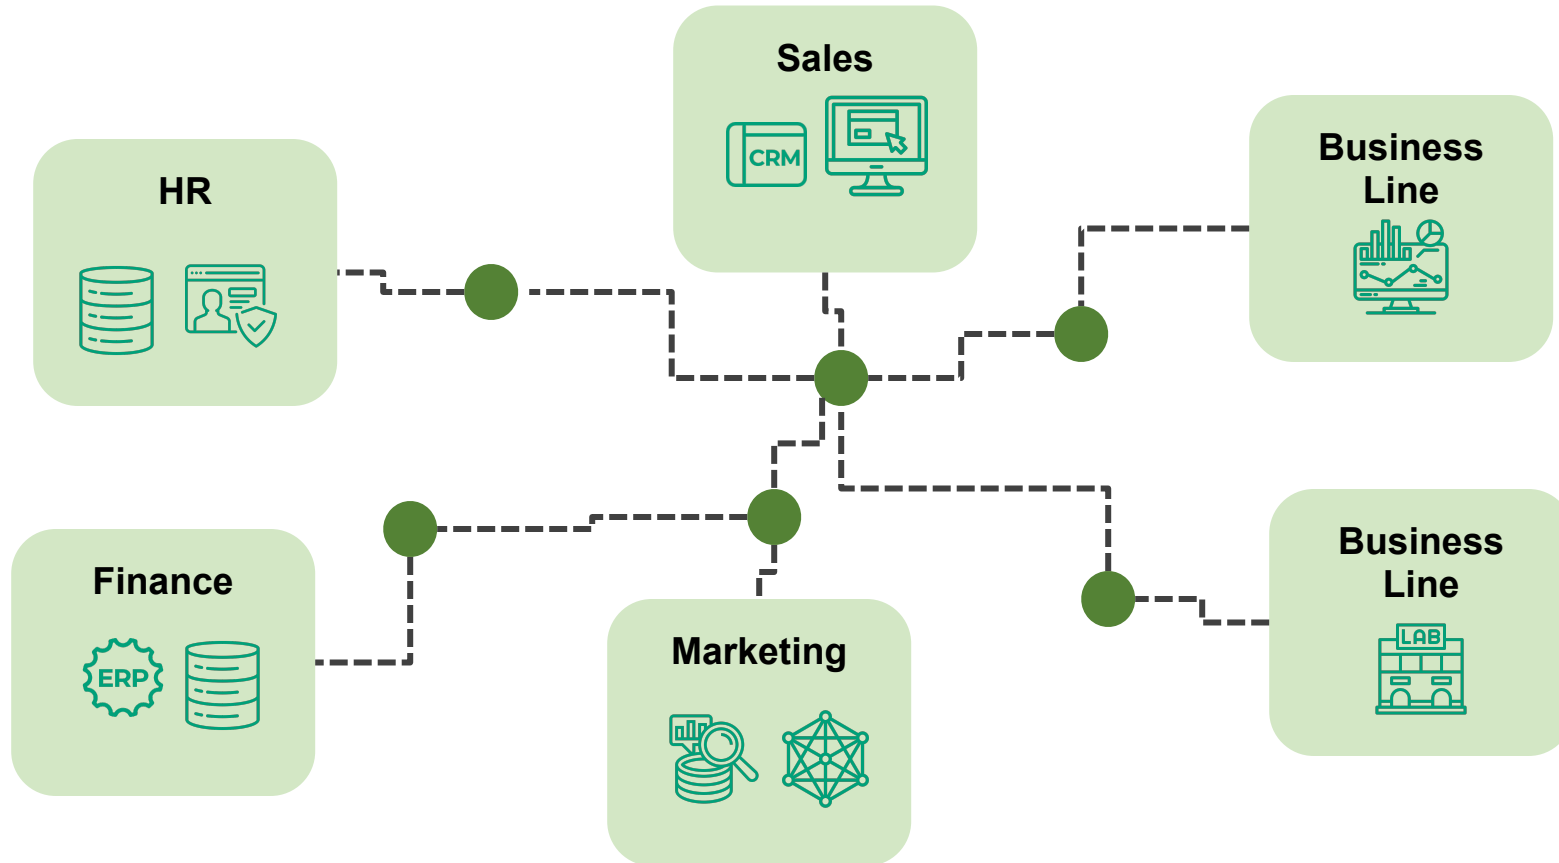 Sales
CRM
Business
Line
HR
Finance
ERP
Marketing
Business
Line
LAB